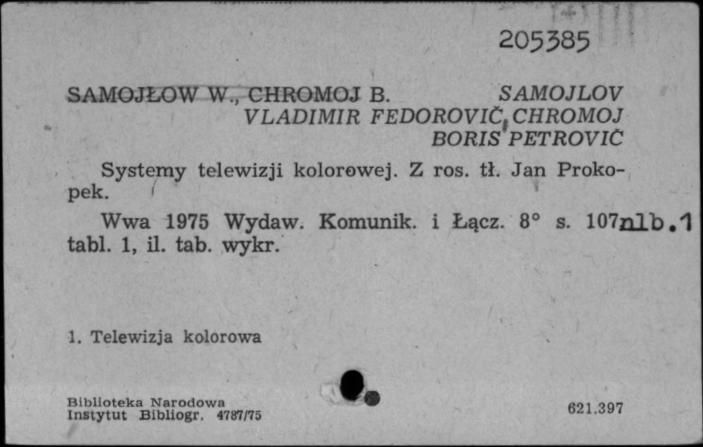 205385
SAMOJŁOW W., CHROMOJ B. SAMOJLOV
VLADIMIR FEDOROVIČ, CHROMOJ
BORIS PETROVIČ
Systemy telewizji kolorowej. Z ros. tł. Jan Proko-
pek.
Wwa 1975 Wydaw. Komunik. i Łącz. 8° s. 107nlb.1
tabl. 1, il. tab. wykr.
1. Telewizja kolorowa
Biblioteka Narodowa
Instytut Bibliogr. 4787/75
621.397